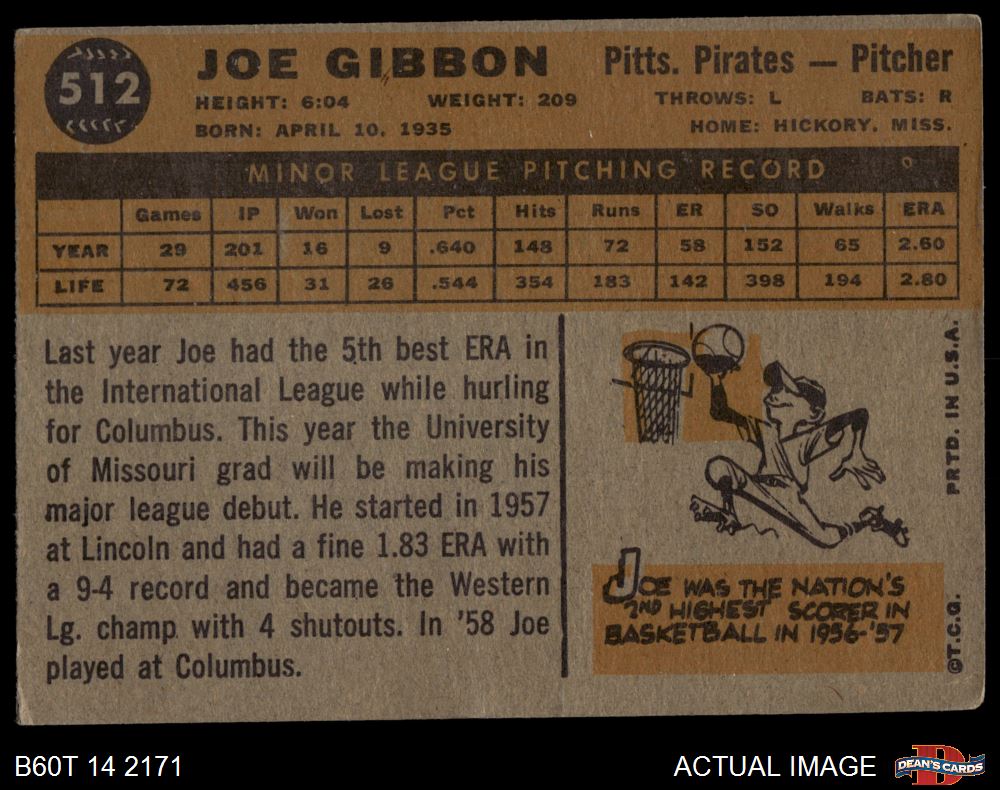 512
JOE GIBBON Pitts. Pirates — Pitcher
HEIGHT: 6:04 WEIGHT: 209 THROWS: L BATS: R
BORN: APRIL 10, 1935 HOME: HICKORY, MISS.
MINOR LEAGUE PITCHING RECORD
Games IP Won Lost Pct Hits Runs ER SO Walks ERA
YEAR 29 201 16 9 .640 148 72 58 152 65 2.60
LIFE 72 456 31 26 .544 354 183 142 398 194 2.80
Last year Joe had the 5th best ERA in
the International League while hurling
for Columbus. This year the University
of Missouri grad will be making his
major league debut. He started in 1957
at Lincoln and had a fine 1.83 ERA with
a 9-4 record and became the Western
Lg. champ with 4 shutouts. In '58 Joe
played at Columbus.
JOE WAS THE NATION'S
2ND HIGHEST SCORER IN
BASKETBALL IN 1956-'57
PRTD. IN U.S.A.
©T.C.G.
B60T 14 2171 ACTUAL IMAGE
D
DEAN'S CARDS